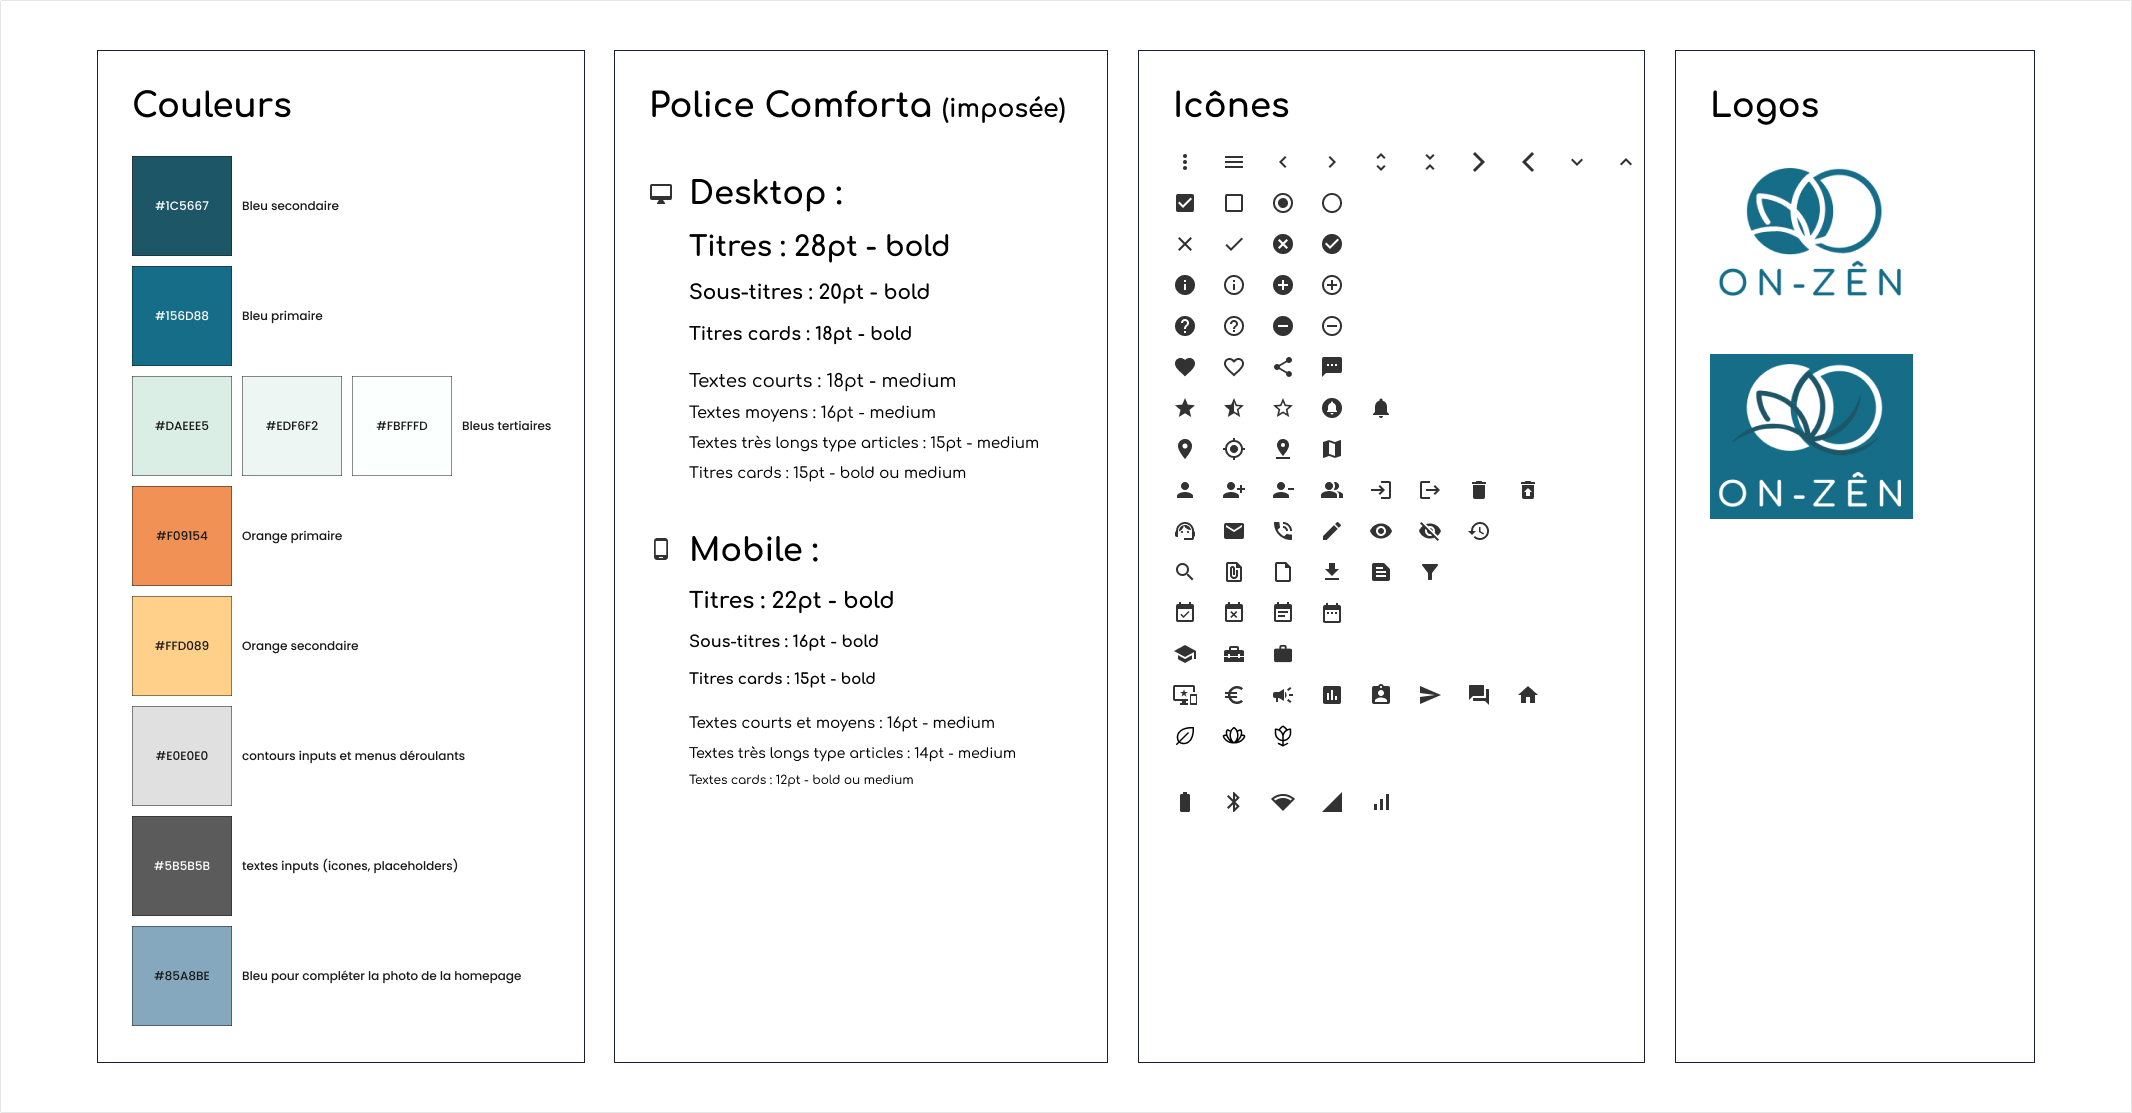 Couleurs
#1C5667
Bleu secondaire
#156D88
Bleu primaire
#DAEEE5
#EDF6F2
#FBFFFD
Bleus tertiaires
#F09154
Orange primaire
#FFD089
Orange secondaire
#E0E0E0
contours inputs et menus déroulants
#5B5B5B
textes inputs (icones, placeholders)
#85A8BE
Bleu pour compléter la photo de la homepage
Police Comforta (imposée)
Desktop :
Titres : 28pt - bold
Sous-titres : 20pt - bold
Titres cards : 18pt - bold
Textes courts : 18pt - medium
Textes moyens : 16pt - medium
Textes très longs type articles : 15pt - medium
Titres cards : 15pt - bold ou medium
Mobile :
Titres : 22pt - bold
Sous-titres : 16pt - bold
Titres cards : 15pt - bold
Textes courts et moyens : 16pt - medium
Textes très longs type articles : 14pt - medium
Textes cards : 12pt - bold ou medium
Icônes
Logos
ON-ZÊN
ON-ZÊN